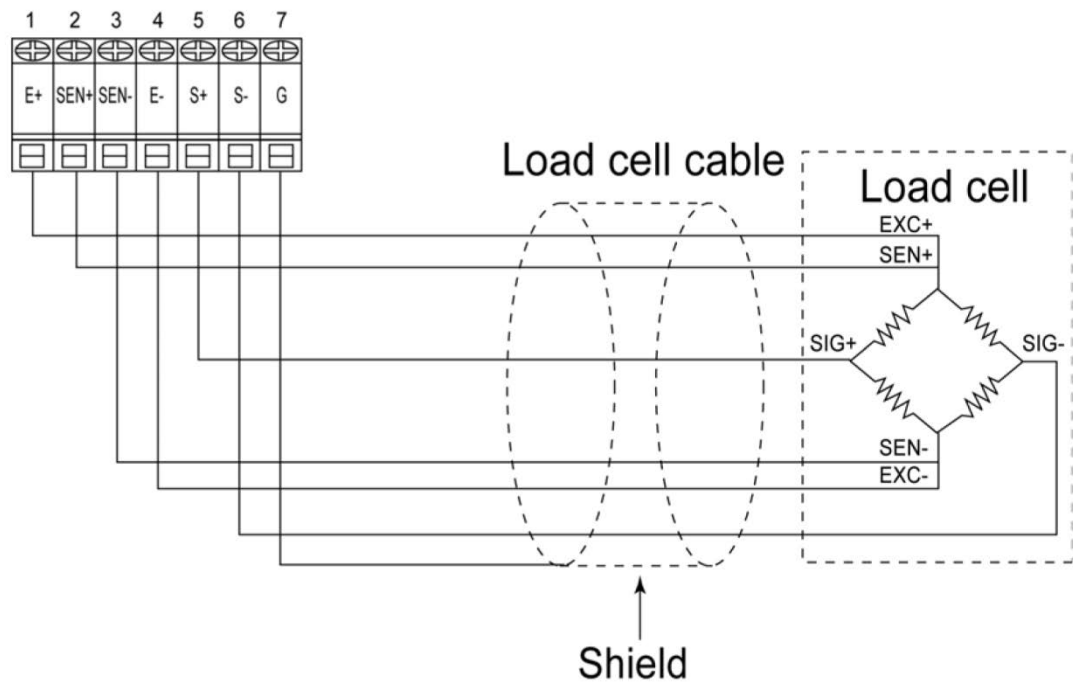 1 2 3 4 5 6 7
E+ SEN+ SEN- E- S+ S- G
Load cell cable
Load cell
EXC+
SEN+
SIG+ SIG-
SEN-
EXC-
Shield